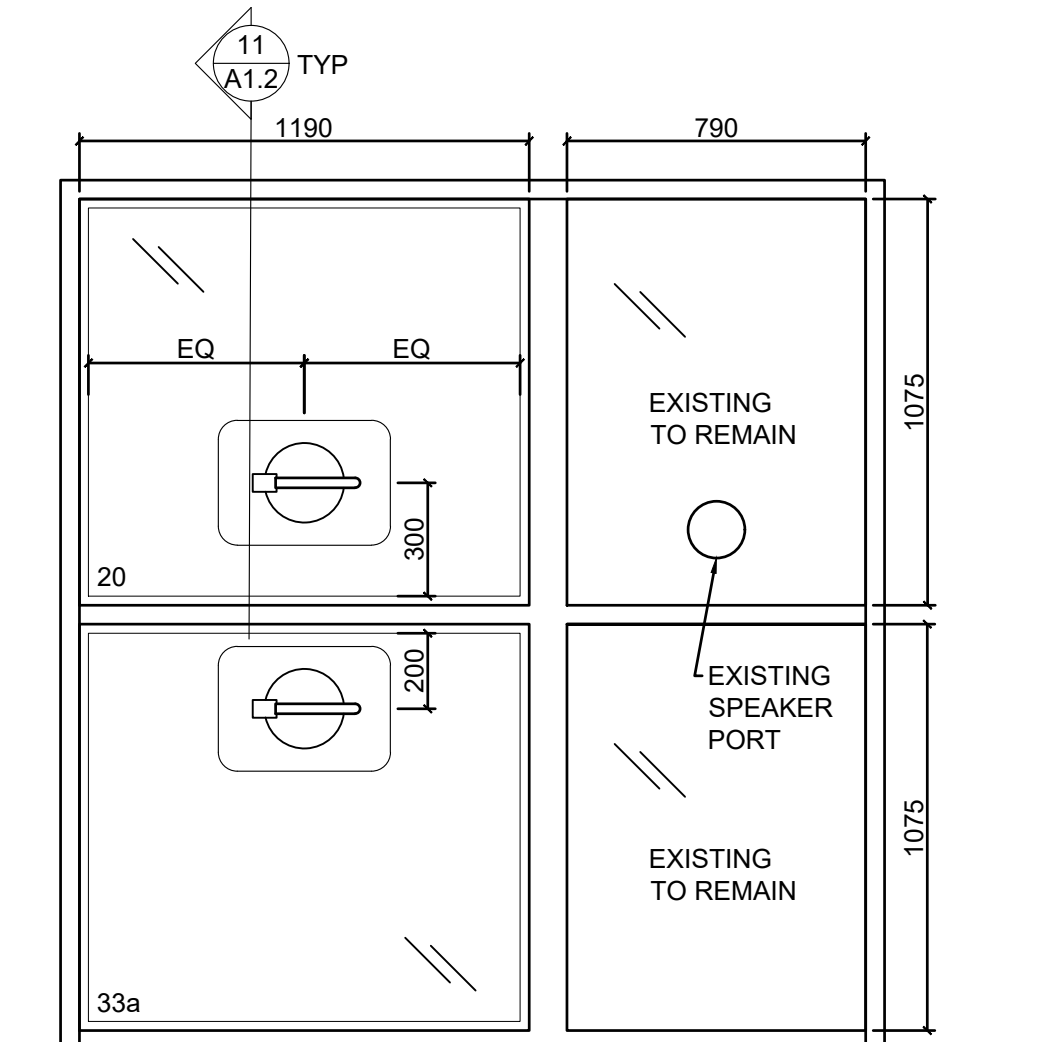 11
A1.2
TYP
1190
790
EQ
EQ
EXISTING
TO REMAIN
1075
300
20
200
EXISTING
SPEAKER
PORT
EXISTING
TO REMAIN
1075
33a